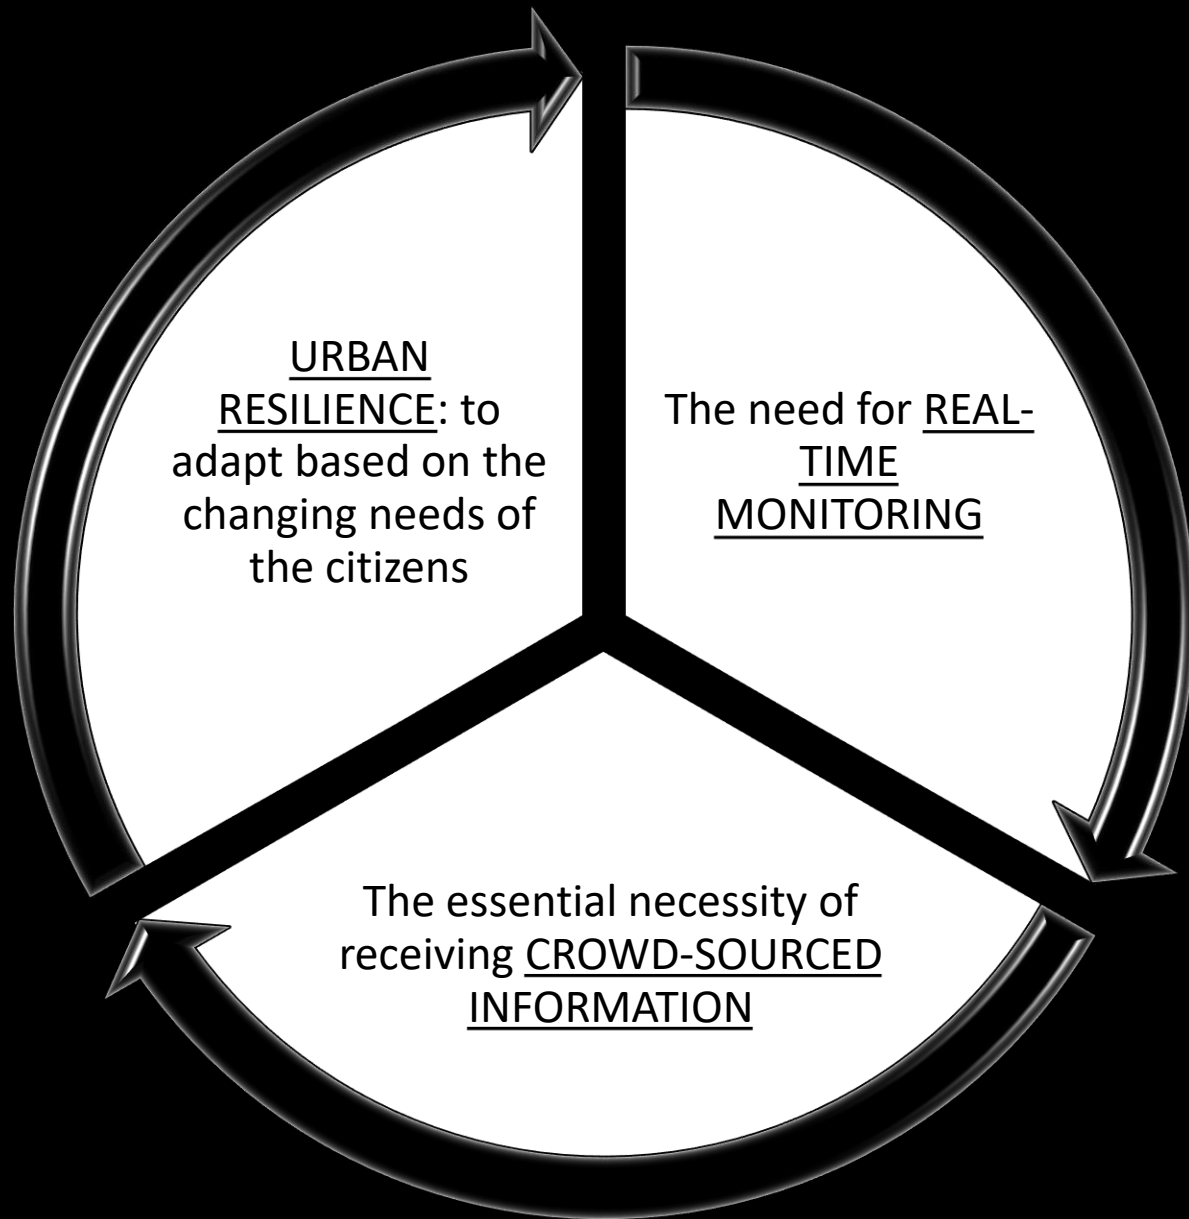 URBAN
RESILIENCE: to
adapt based on the
changing needs of
the citizens
The need for REAL-
TIME
MONITORING
The essential necessity of
receiving CROWD-SOURCED
INFORMATION